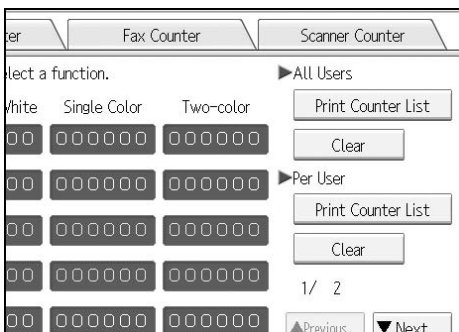 ter Fax Counter Scanner Counter
elect a function. ▶All Users
White Single Color Two-color Print Counter List
00 000000 000000 Clear
00 000000 000000 ▶Per User
Print Counter List
00 000000 000000 Clear
00 000000 000000 1/ 2
00 000000 000000 ▲Previous ▼Next